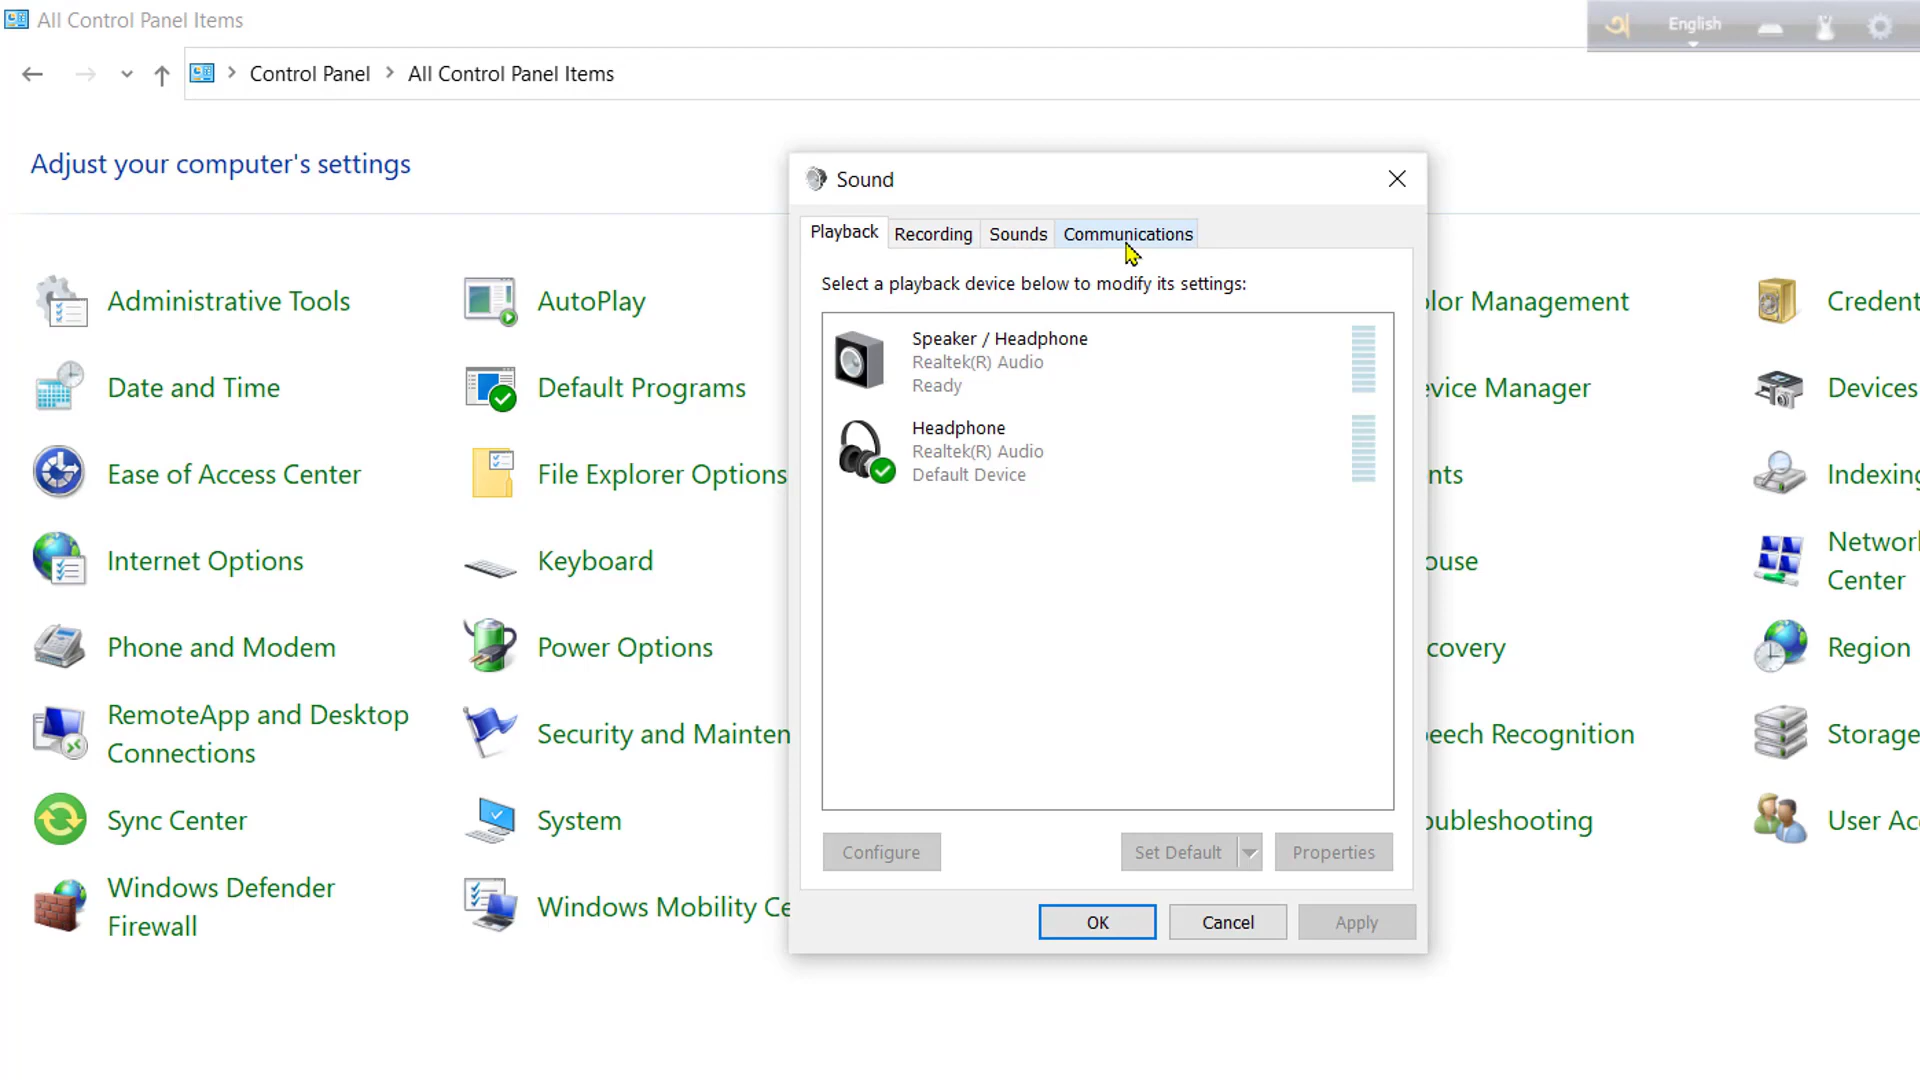 All Control Panel Items
অ English
Control Panel > All Control Panel Items
Adjust your computer's settings
Administrative Tools
AutoPlay
lor Management
Credent
Date and Time
Default Programs
evice Manager
Devices
Ease of Access Center
File Explorer Options
nts
Indexing
Internet Options
Keyboard
ouse
Network
Center
Phone and Modem
Power Options
covery
Region
RemoteApp and Desktop
Connections
Security and Mainten
eech Recognition
Storage
Sync Center
System
oubleshooting
User Acc
Windows Defender
Firewall
Windows Mobility Ce
Sound
Playback
Recording
Sounds
Communications
Select a playback device below to modify its settings:
Speaker / Headphone
Realtek(R) Audio
Ready
Headphone
Realtek(R) Audio
Default Device
Configure
Set Default
Properties
OK
Cancel
Apply